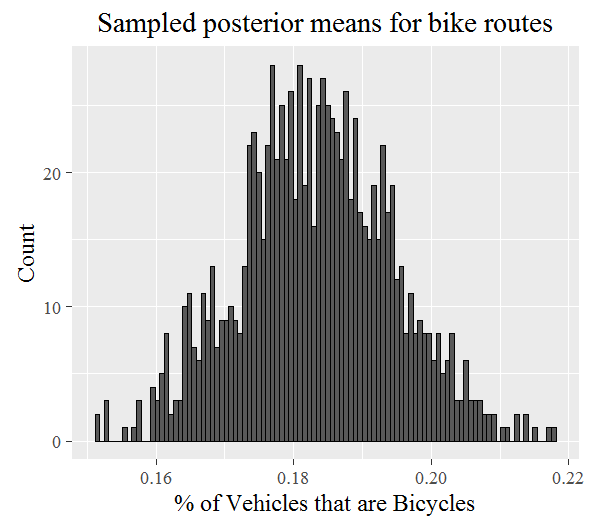 Sampled posterior means for bike routes
Count
20
10
0
0.16 0.18 0.20 0.22
% of Vehicles that are Bicycles